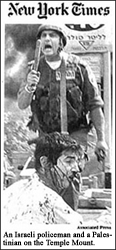 New York Times
Associated Press
An Israeli policeman and a Pales-
tinian on the Temple Mount.